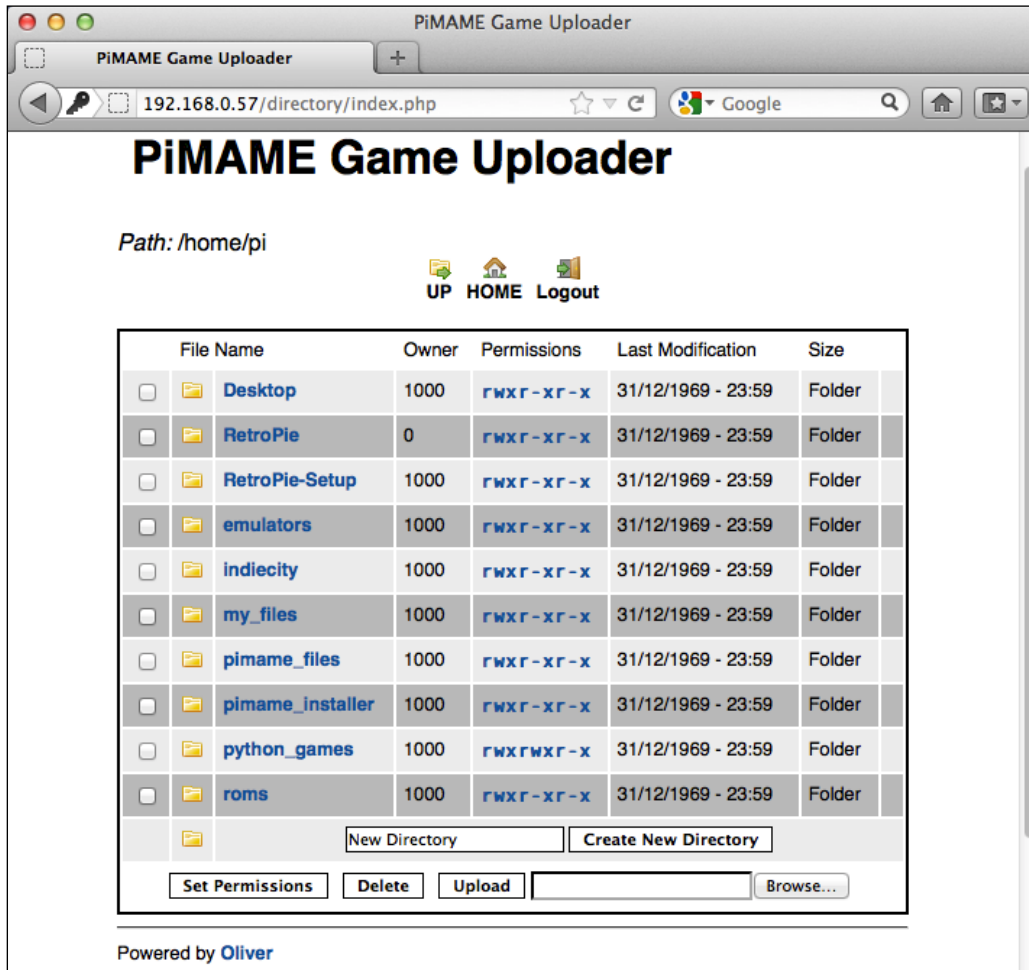 PiMAME Game Uploader
PiMAME Game Uploader
192.168.0.57/directory/index.php
Google
PiMAME Game Uploader
Path: /home/pi
UP HOME Logout
File Name Owner Permissions Last Modification Size
Desktop 1000 rwxr-xr-x 31/12/1969 - 23:59 Folder
RetroPie 0 rwxr-xr-x 31/12/1969 - 23:59 Folder
RetroPie-Setup 1000 rwxr-xr-x 31/12/1969 - 23:59 Folder
emulators 1000 rwxr-xr-x 31/12/1969 - 23:59 Folder
indiecity 1000 rwxr-xr-x 31/12/1969 - 23:59 Folder
my_files 1000 rwxr-xr-x 31/12/1969 - 23:59 Folder
pimame_files 1000 rwxr-xr-x 31/12/1969 - 23:59 Folder
pimame_installer 1000 rwxr-xr-x 31/12/1969 - 23:59 Folder
python_games 1000 rwxrwxr-x 31/12/1969 - 23:59 Folder
roms 1000 rwxr-xr-x 31/12/1969 - 23:59 Folder
New Directory Create New Directory
Set Permissions Delete Upload Browse...
Powered by Oliver